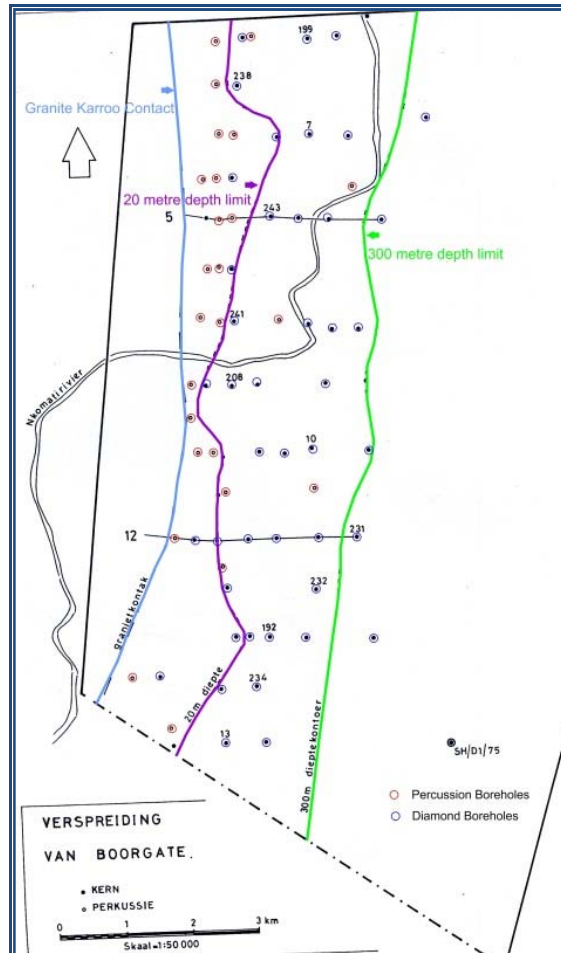 199
238
Granite Karroo Contact
7
20 metre depth limit
5
243
300 metre depth limit
241
Nkomatirivier
208
10
12
231
granietkontak
232
192
234
20m diepte
13
300m dieptekontoer
SH/D1/75
Percussion Boreholes
Diamond Boreholes
VERSPREIDING
VAN BOORGATE.
KERN
PERKUSSIE
0 1 2 3 km
Skaal=1:50 000